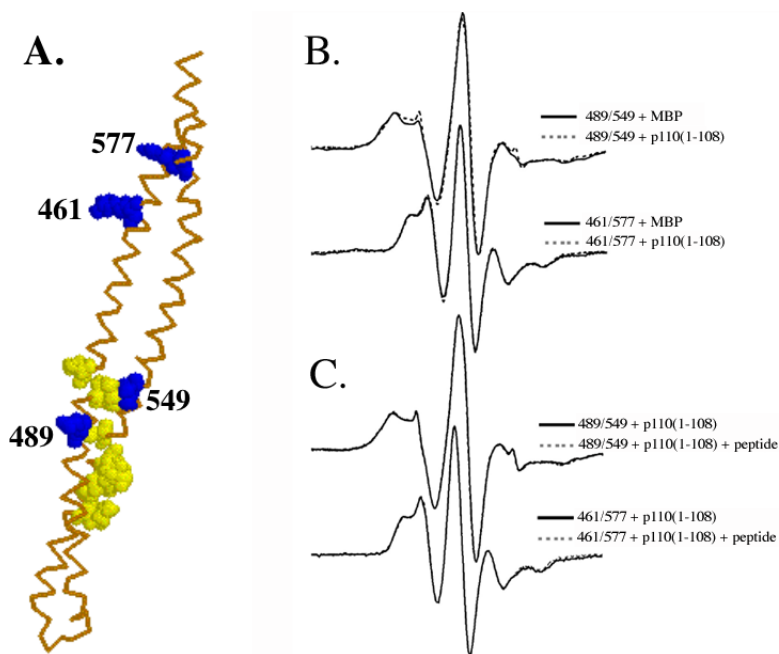 A.
577
461
549
489
B.
489/549 + MBP
489/549 + p110(1-108)
461/577 + MBP
461/577 + p110(1-108)
C.
489/549 + p110(1-108)
489/549 + p110(1-108) + peptide
461/577 + p110(1-108)
461/577 + p110(1-108) + peptide